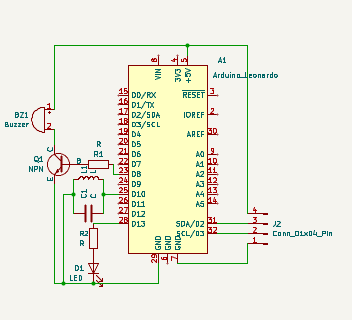 A1
Arduino_Leonardo
8
4
5
VIN
3V3
+5V
15
D0/RX
16
D1/TX
17
D2/SDA
18
D3/SCL
19
D4
20
D5
21
D6
22
D7
23
D8
24
D9
25
D10
26
D11
27
D12
28
D13
RESET
3
IOREF
2
AREF
30
A0
9
A1
10
A2
11
A3
12
A4
13
A5
14
SDA/D2
31
SCL/D3
32
GND
GND
GND
29
6
7
BZ1
Buzzer
1
+
2
Q1
NPN
C
B
E
R
R1
L1
L
C1
C
R2
R
D1
LED
J2
Conn_01x04_Pin
4
3
2
1